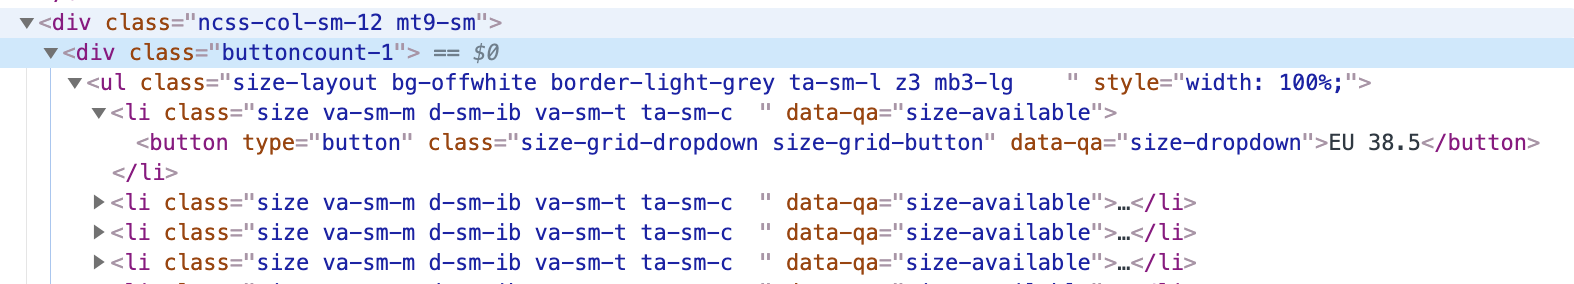 <div class="ncss-col-sm-12 mt9-sm">
<div class="buttoncount-1"> == $0
<ul class="size-layout bg-offwhite border-light-grey ta-sm-l z3 mb3-lg    " style="width: 100%;">
<li class="size va-sm-m d-sm-ib va-sm-t ta-sm-c  " data-qa="size-available">
<button type="button" class="size-grid-dropdown size-grid-button" data-qa="size-dropdown">EU 38.5</button>
</li>
<li class="size va-sm-m d-sm-ib va-sm-t ta-sm-c  " data-qa="size-available">…</li>
<li class="size va-sm-m d-sm-ib va-sm-t ta-sm-c  " data-qa="size-available">…</li>
<li class="size va-sm-m d-sm-ib va-sm-t ta-sm-c  " data-qa="size-available">…</li>